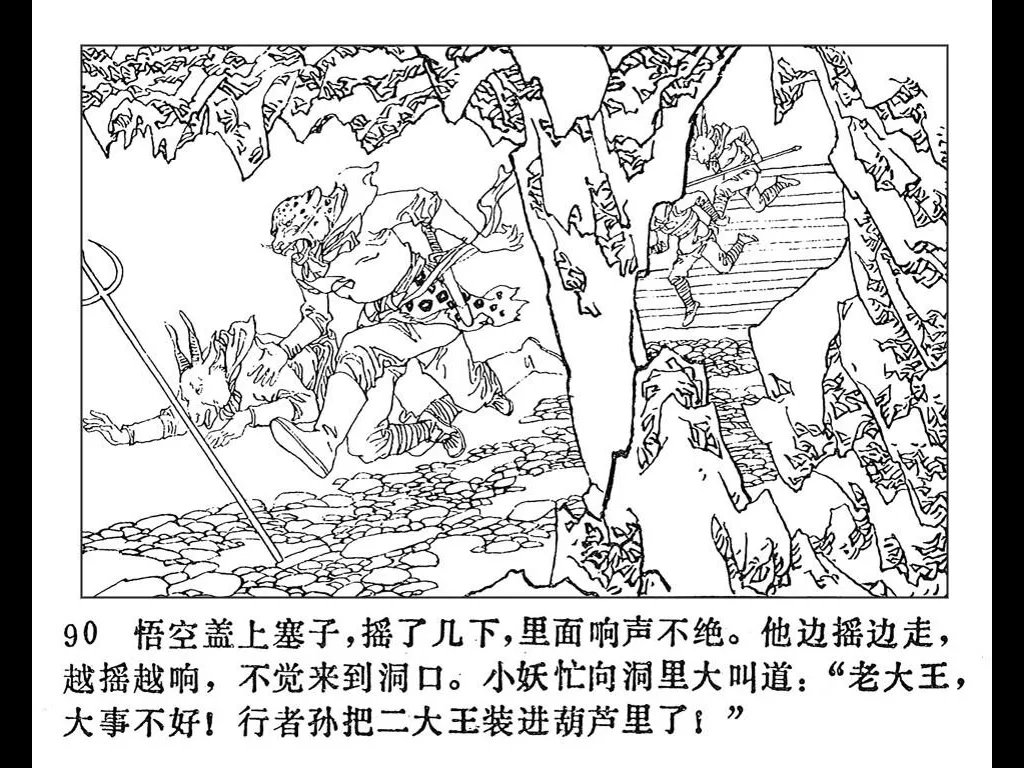 90 悟空盖上塞子，摇了几下，里面响声不绝。他边摇边走，
越摇越响，不觉来到洞口。小妖忙向洞里大叫道：“老大王，
大事不好！行者孙把二大王装进葫芦里了！”